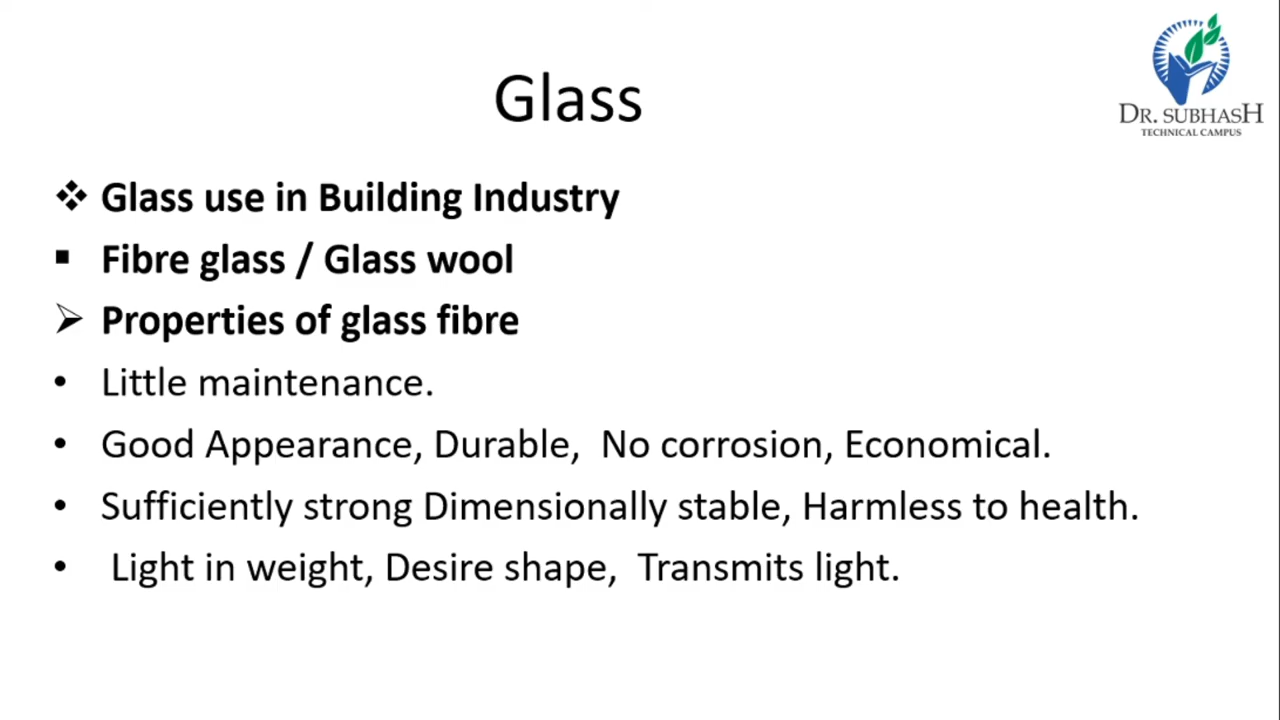 Glass
DR. SUBHASH
TECHNICAL CAMPUS
❖ Glass use in Building Industry
▪ Fibre glass / Glass wool
➢ Properties of glass fibre
• Little maintenance.
• Good Appearance, Durable, No corrosion, Economical.
• Sufficiently strong Dimensionally stable, Harmless to health.
• Light in weight, Desire shape, Transmits light.